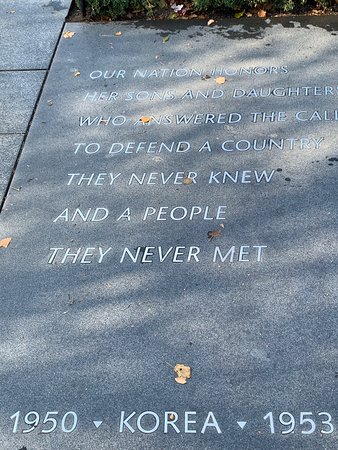 OUR NATION HONORS
HER SONS AND DAUGHTERS
WHO ANSWERED THE CALL
TO DEFEND A COUNTRY
THEY NEVER KNEW
AND A PEOPLE
THEY NEVER MET
1950 ▾ KOREA ▾ 1953